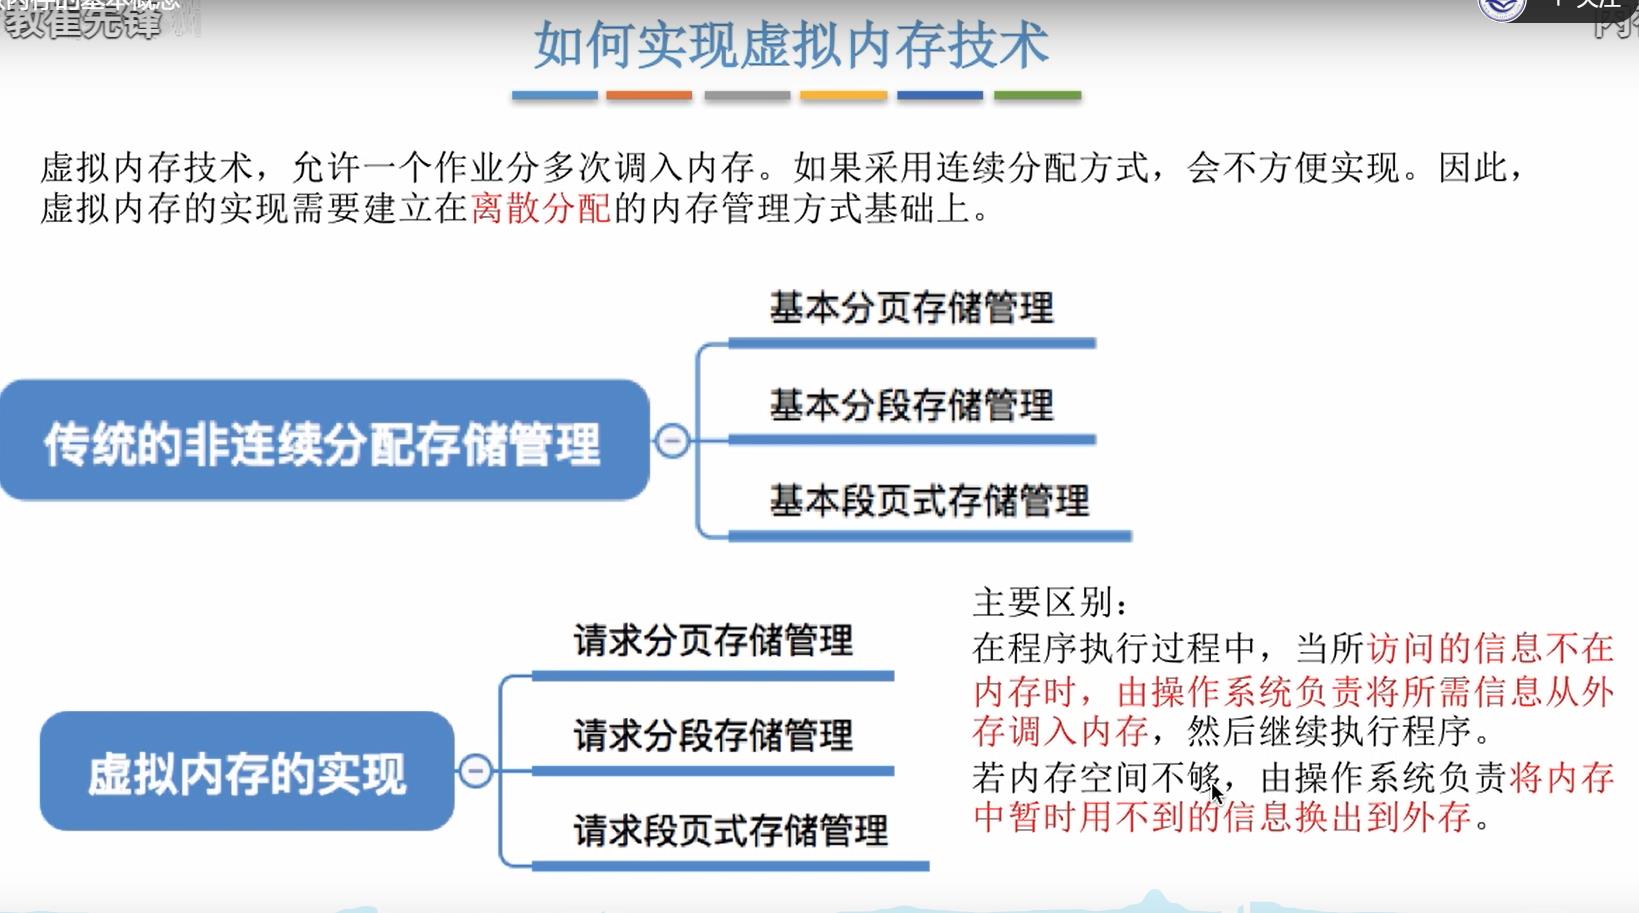 如何实现虚拟内存技术
虚拟内存技术，允许一个作业分多次调入内存。如果采用连续分配方式，会不方便实现。因此，
虚拟内存的实现需要建立在离散分配的内存管理方式基础上。
基本分页存储管理
传统的非连续分配存储管理
基本分段存储管理
基本段页式存储管理
主要区别：
在程序执行过程中，当所访问的信息不在
内存时，由操作系统负责将所需信息从外
存调入内存，然后继续执行程序。
若内存空间不够，由操作系统负责将内存
中暂时用不到的信息换出到外存。
请求分页存储管理
虚拟内存的实现
请求分段存储管理
请求段页式存储管理